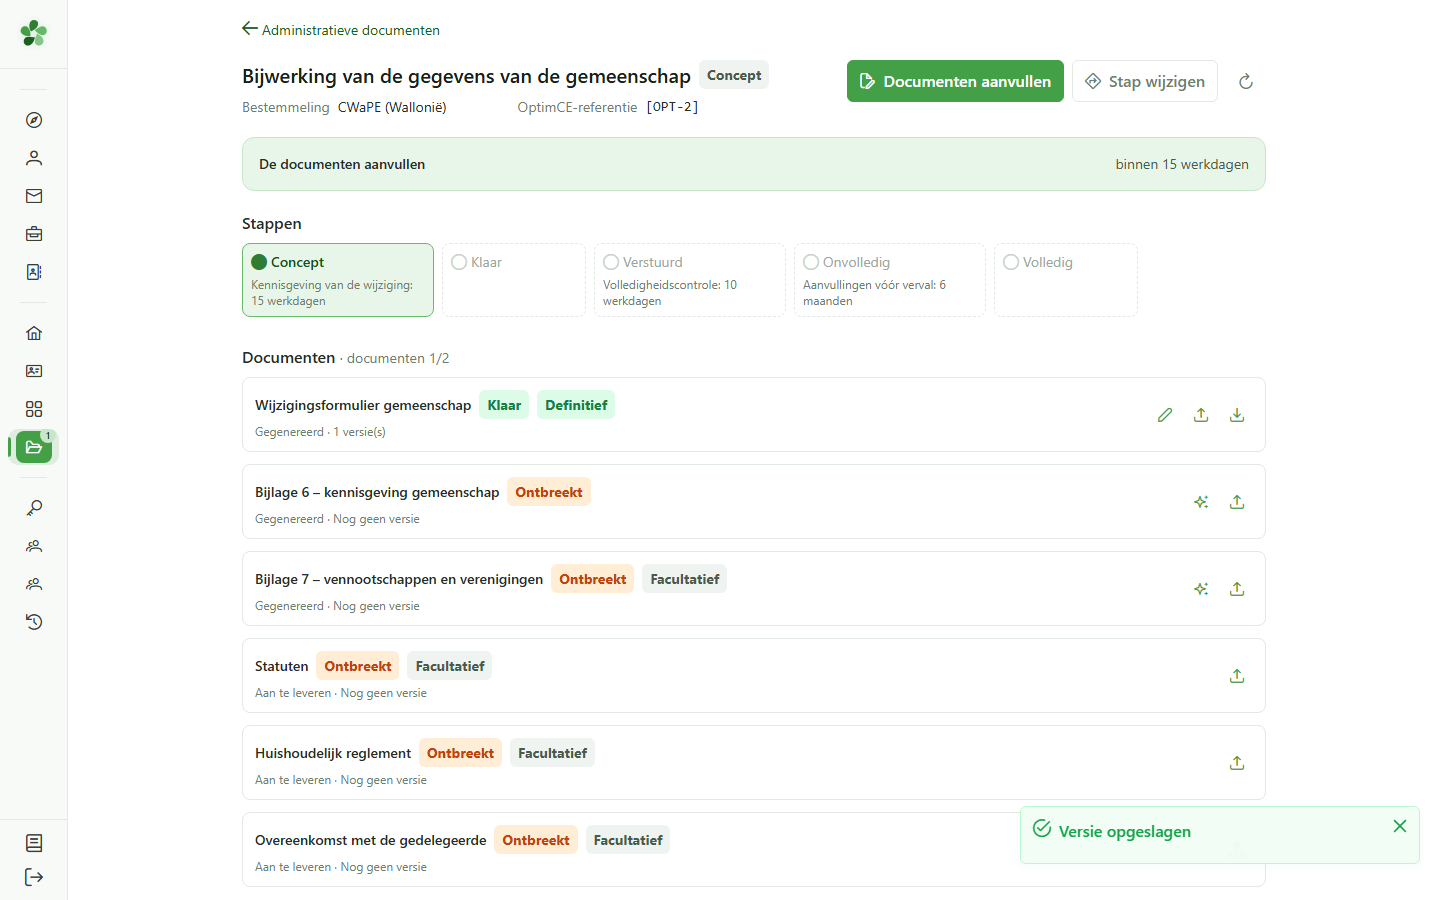 Administratieve documenten
Bijwerking van de gegevens van de gemeenschap Concept
Documenten aanvullen
Stap wijzigen
Bestemmeling CWaPE (Wallonië) OptimCE-referentie [OPT-2]
De documenten aanvullen binnen 15 werkdagen
Stappen
Concept
Kennisgeving van de wijziging:
15 werkdagen
Klaar
Verstuurd
Volledigheidscontrole: 10
werkdagen
Onvolledig
Aanvullingen vóór verval: 6
maanden
Volledig
Documenten · documenten 1/2
Wijzigingsformulier gemeenschap Klaar Definitief
Gegenereerd · 1 versie(s)
1
Bijlage 6 – kennisgeving gemeenschap Ontbreekt
Gegenereerd · Nog geen versie
Bijlage 7 – vennootschappen en verenigingen Ontbreekt Facultatief
Gegenereerd · Nog geen versie
Statuten Ontbreekt Facultatief
Aan te leveren · Nog geen versie
Huishoudelijk reglement Ontbreekt Facultatief
Aan te leveren · Nog geen versie
Overeenkomst met de gedelegeerde Ontbreekt Facultatief
Aan te leveren · Nog geen versie
Versie opgeslagen